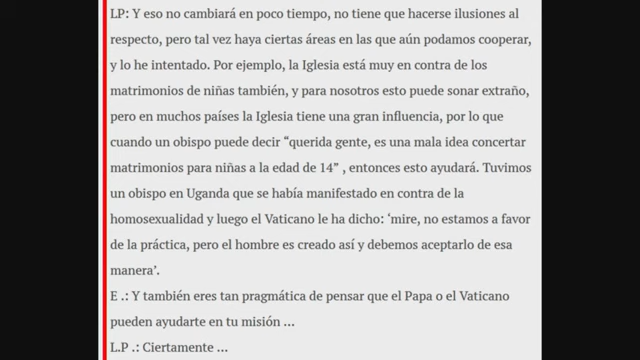 LP: Y eso no cambiará en poco tiempo, no tiene que hacerse ilusiones al
respecto, pero tal vez haya ciertas áreas en las que aún podamos cooperar,
y lo he intentado. Por ejemplo, la Iglesia está muy en contra de los
matrimonios de niñas también, y para nosotros esto puede sonar extraño,
pero en muchos países la Iglesia tiene una gran influencia, por lo que
cuando un obispo puede decir “querida gente, es una mala idea concertar
matrimonios para niñas a la edad de 14” , entonces esto ayudará. Tuvimos
un obispo en Uganda que se había manifestado en contra de la
homosexualidad y luego el Vaticano le ha dicho: ‘mire, no estamos a favor
de la práctica, pero el hombre es creado así y debemos aceptarlo de esa
manera’.
E .: Y también eres tan pragmática de pensar que el Papa o el Vaticano
pueden ayudarte en tu misión ...
L.P .: Ciertamente ...